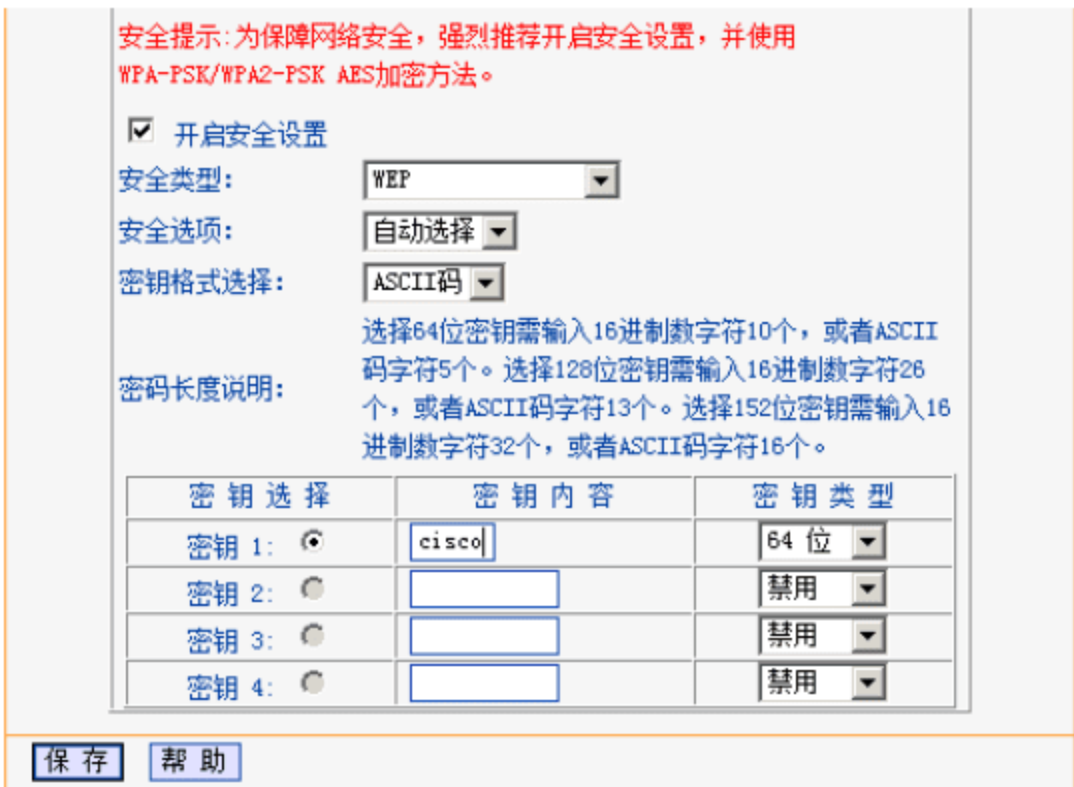 安全提示:为保障网络安全，强烈推荐开启安全设置，并使用
WPA-PSK/WPA2-PSK AES加密方法。
开启安全设置
安全类型: WEP
安全选项: 自动选择
密钥格式选择: ASCII码
选择64位密钥需输入16进制数字符10个，或者ASCII
密码长度说明: 码字符5个。选择128位密钥需输入16进制数字符26
个，或者ASCII码字符13个。选择152位密钥需输入16
进制数字符32个，或者ASCII码字符16个。
密钥选择 密钥内容 密钥类型
密钥 1: cisco 64 位
密钥 2: 禁用
密钥 3: 禁用
密钥 4: 禁用
保存 帮助